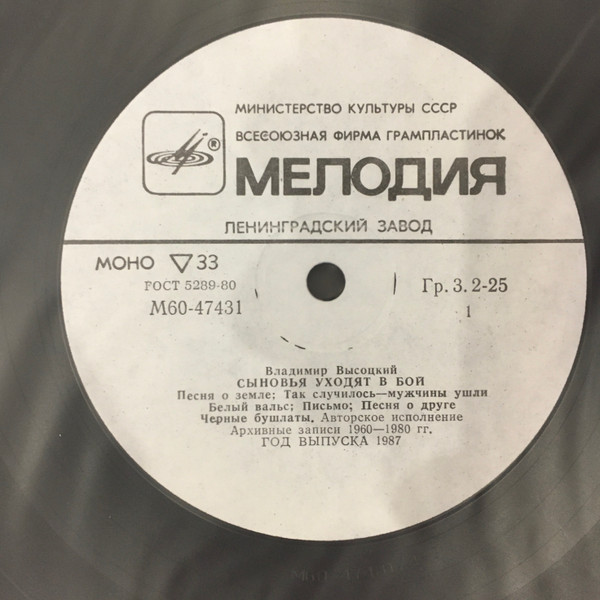 МИНИСТЕРСТВО КУЛЬТУРЫ СССР
ВСЕСОЮЗНАЯ ФИРМА ГРАМПЛАСТИНОК
®
МЕЛОДИЯ
ЛЕНИНГРАДСКИЙ ЗАВОД
МОНО ▽ 33
ГОСТ 5289-80
М60-47431
Гр. 3. 2-25
1
Владимир Высоцкий
СЫНОВЬЯ УХОДЯТ В БОЙ
Песня о земле; Так случилось—мужчины ушли
Белый вальс; Письмо; Песня о друге
Черные бушлаты. Авторское исполнение
Архивные записи 1960—1980 гг.
ГОД ВЫПУСКА 1987